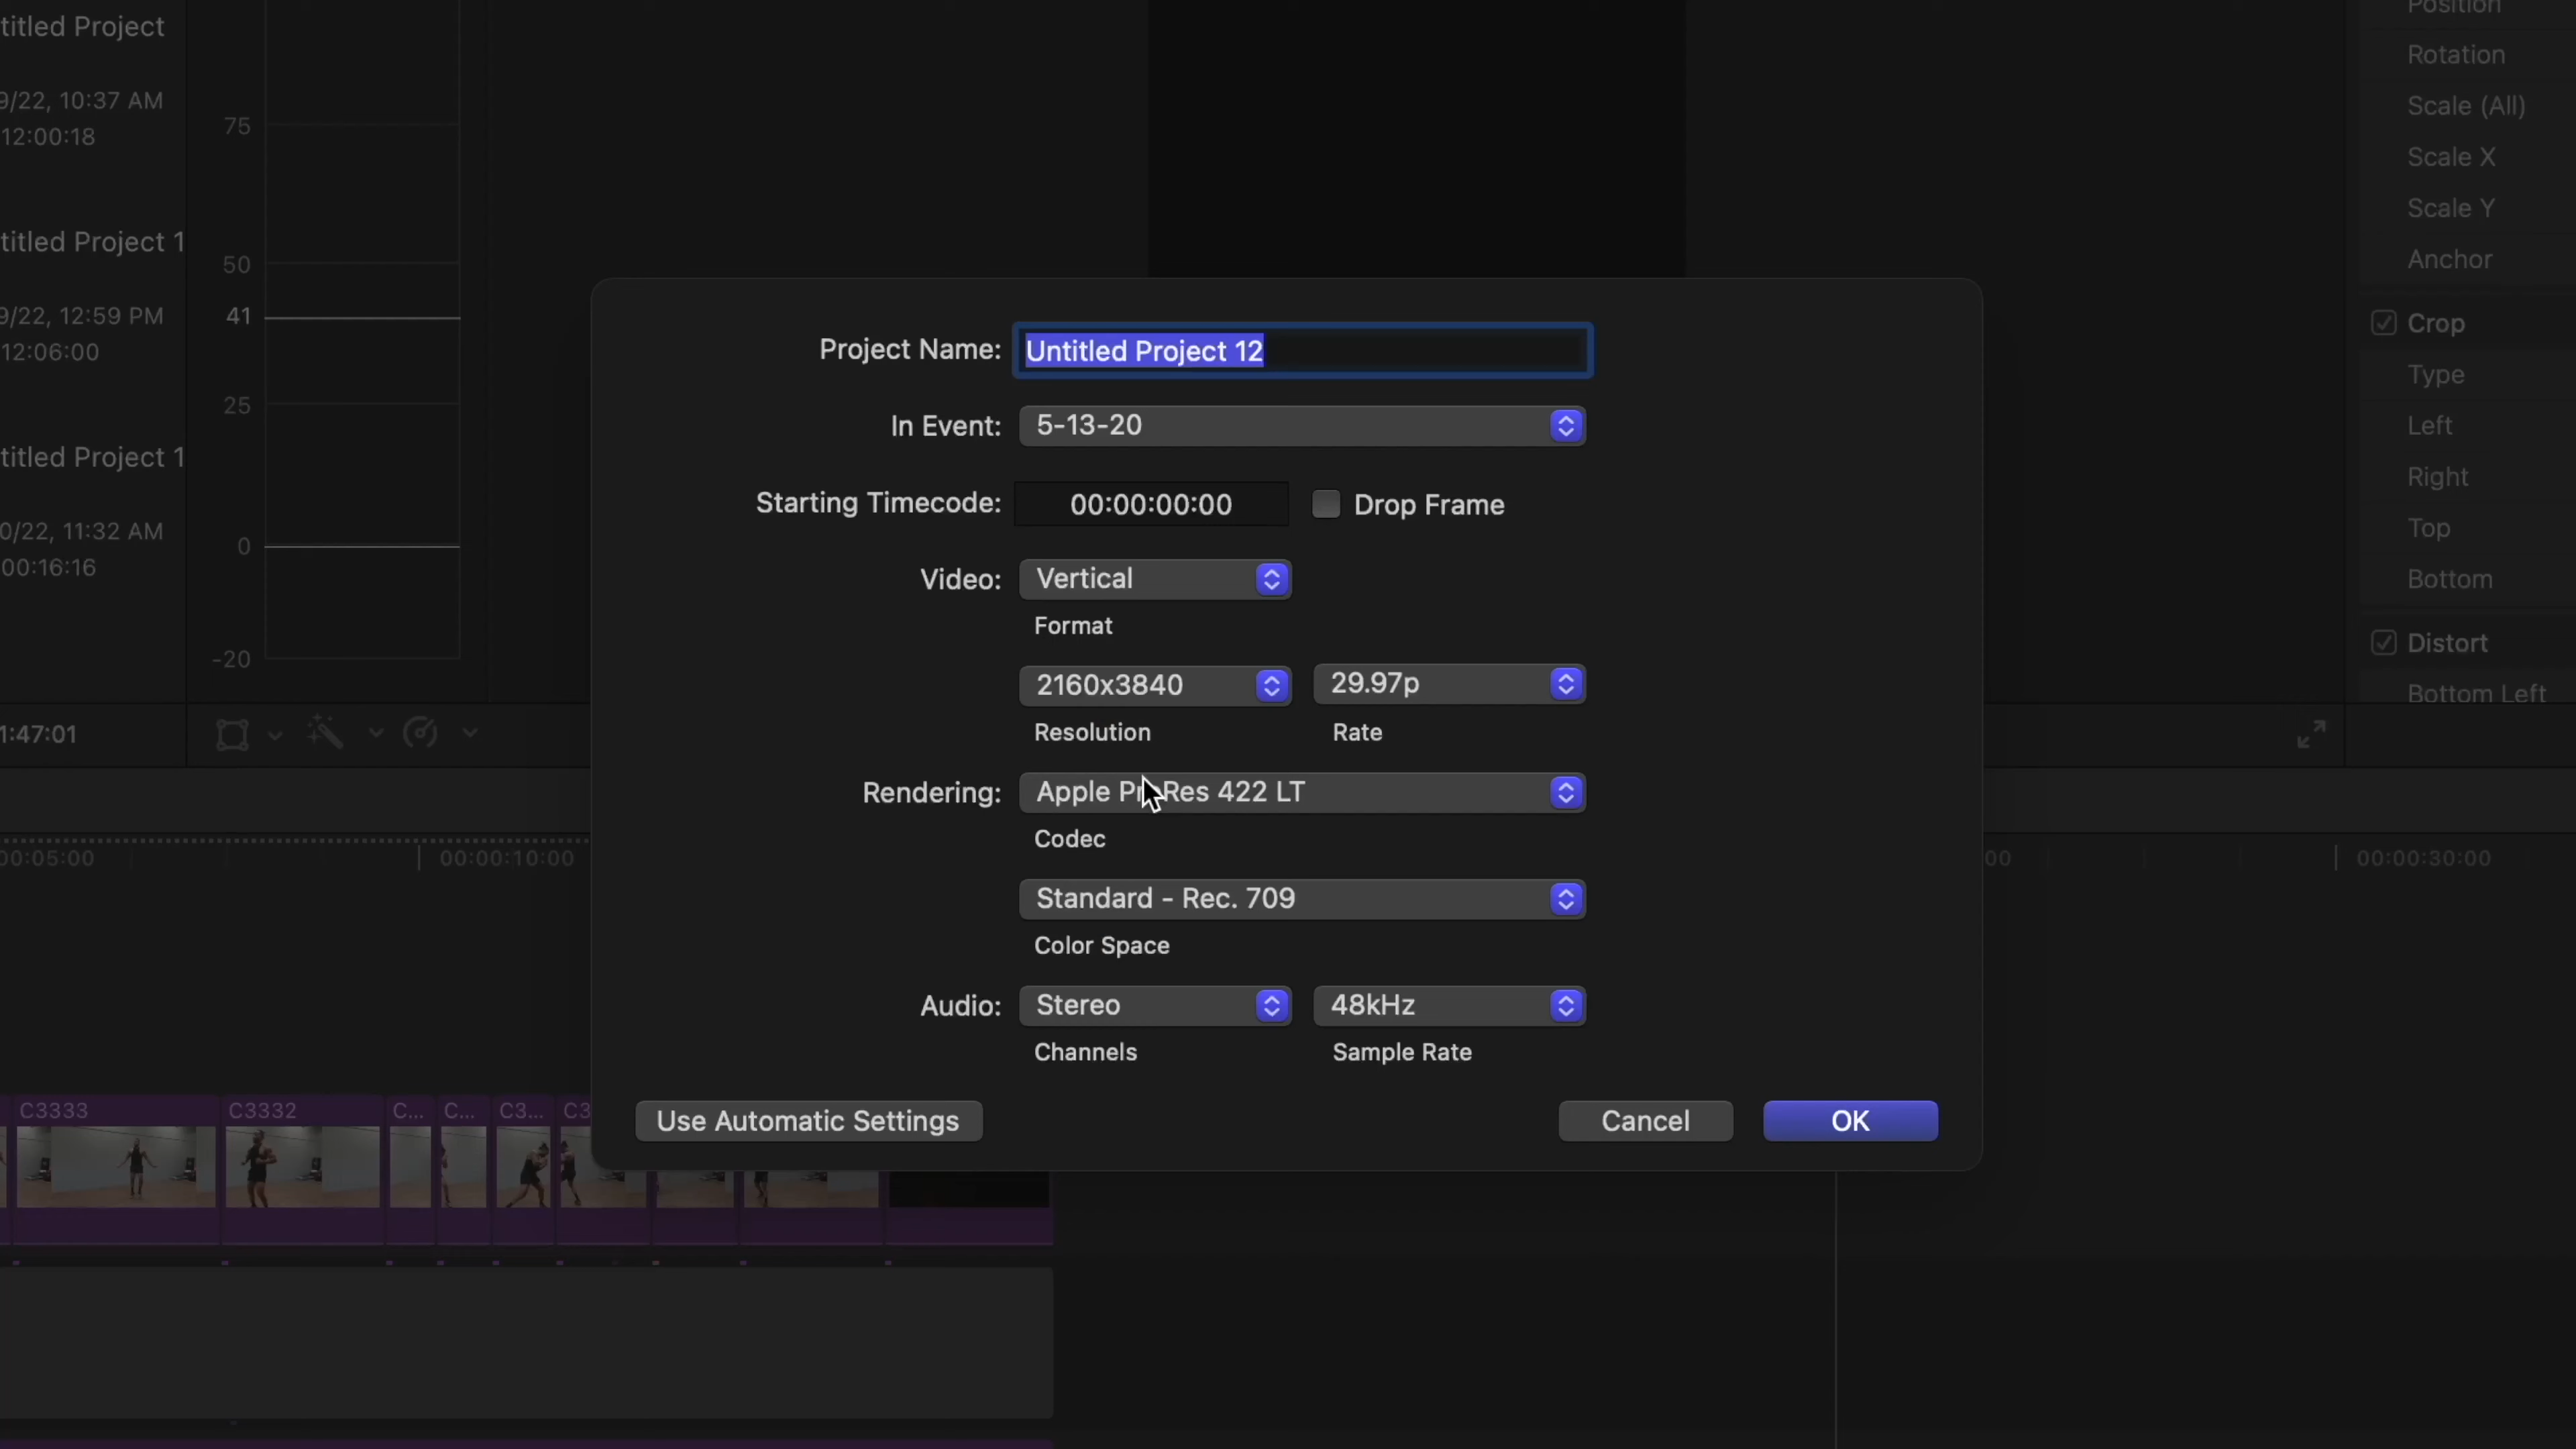 titled Project
9/22, 10:37 AM
12:00:18
titled Project 1
9/22, 12:59 PM
12:06:00
titled Project 1
0/22, 11:32 AM
00:16:16
1:47:01
75
50
41
25
0
-20
Project Name: Untitled Project 12
In Event: 5-13-20
Starting Timecode: 00:00:00:00 Drop Frame
Video: Vertical
Format
2160x3840 29.97p
Resolution Rate
Rendering: Apple ProRes 422 LT
Codec
Standard - Rec. 709
Color Space
Audio: Stereo 48kHz
Channels Sample Rate
Use Automatic Settings Cancel OK
Position
Rotation
Scale (All)
Scale X
Scale Y
Anchor
Crop
Type
Left
Right
Top
Bottom
Distort
Bottom Left
00:05:00 00:00:10:00 00 00:00:30:00
C3333 C3332 C... C... C3... C3